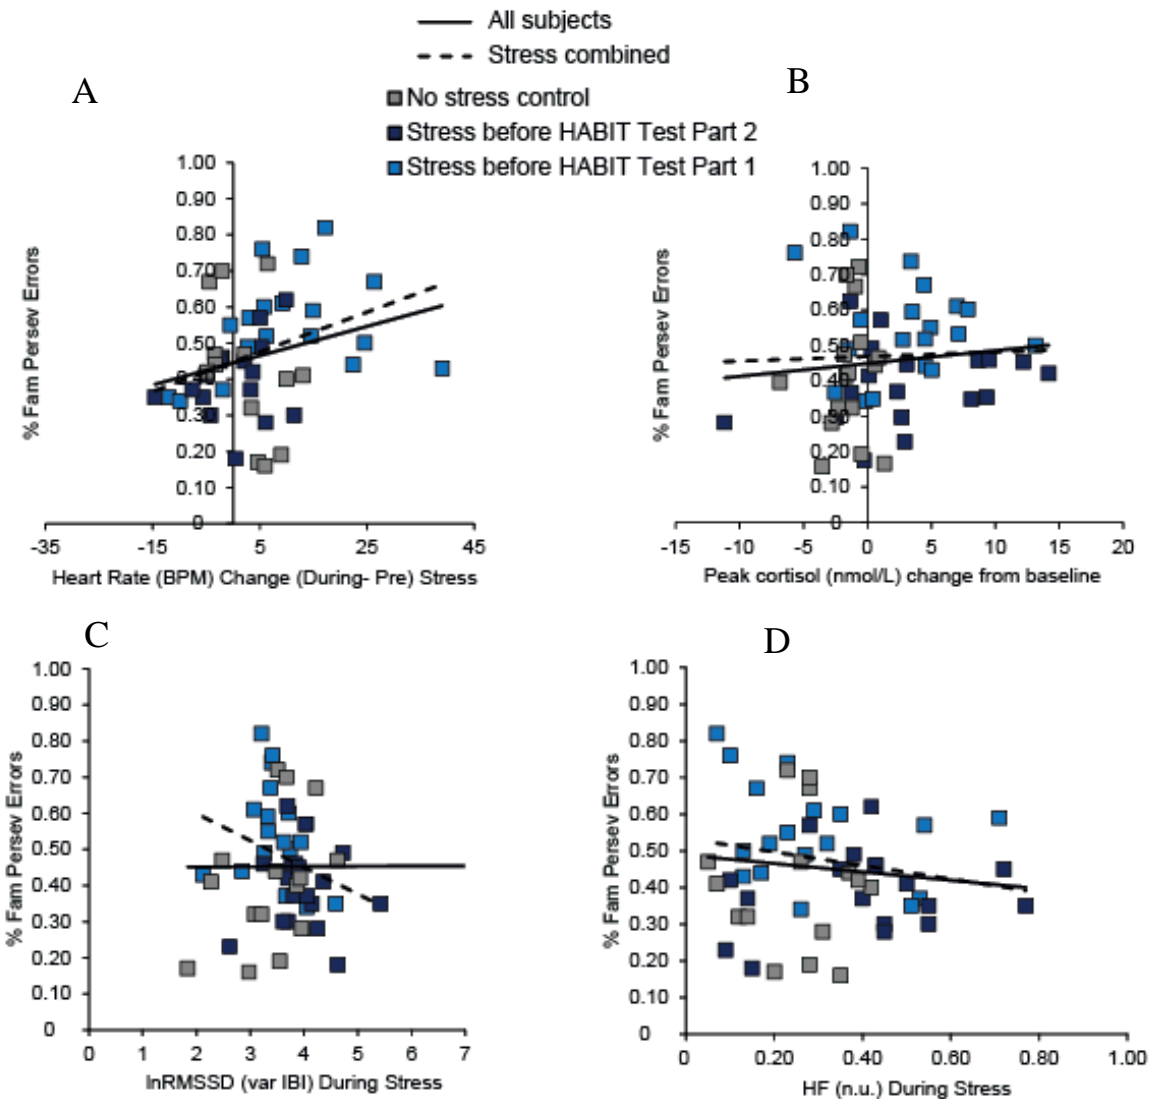 All subjects
Stress combined
A
B
No stress control
Stress before HABIT Test Part 2
Stress before HABIT Test Part 1
% Fam Persev Errors
1.00
0.90
0.80
0.70
0.60
0.50
0.40
0.30
0.20
0.10
0
-35 -15 5 25 45
Heart Rate (BPM) Change (During- Pre) Stress
% Fam Persev Errors
1.00
0.90
0.80
0.70
0.60
0.50
0.40
0.30
0.20
0.10
0
-15 -10 -5 0 5 10 15 20
Peak cortisol (nmol/L) change from baseline
C
% Fam Persev Errors
1.00
0.90
0.80
0.70
0.60
0.50
0.40
0.30
0.20
0.10
0
0 1 2 3 4 5 6 7
lnRMSSD (var IBI) During Stress
D
% Fam Persev Errors
1.00
0.90
0.80
0.70
0.60
0.50
0.40
0.30
0.20
0.10
0
0 0.20 0.40 0.60 0.80 1.00
HF (n.u.) During Stress